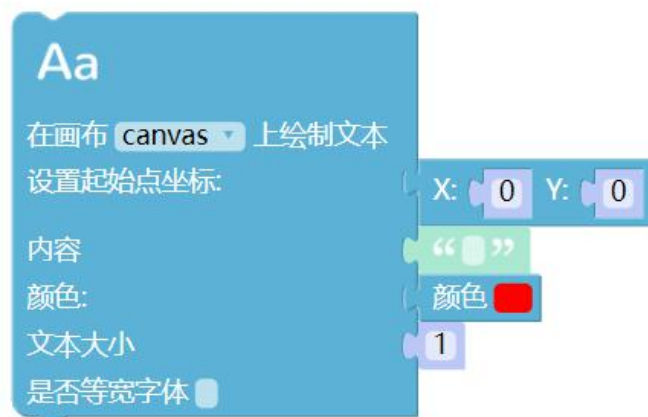 Aa
在画布 canvas 上绘制文本
设置起始点坐标: X: 0 Y: 0
内容 “ ”
颜色: 颜色
文本大小 1
是否等宽字体